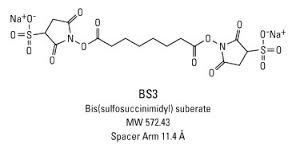 Na⁺O⁻
O
O
S
O
N
O
O
O
O
O
O
N
O
O
O
S
O
O⁻Na⁺
BS3
Bis(sulfosuccinimidyl) suberate
MW 572.43
Spacer Arm 11.4 Å